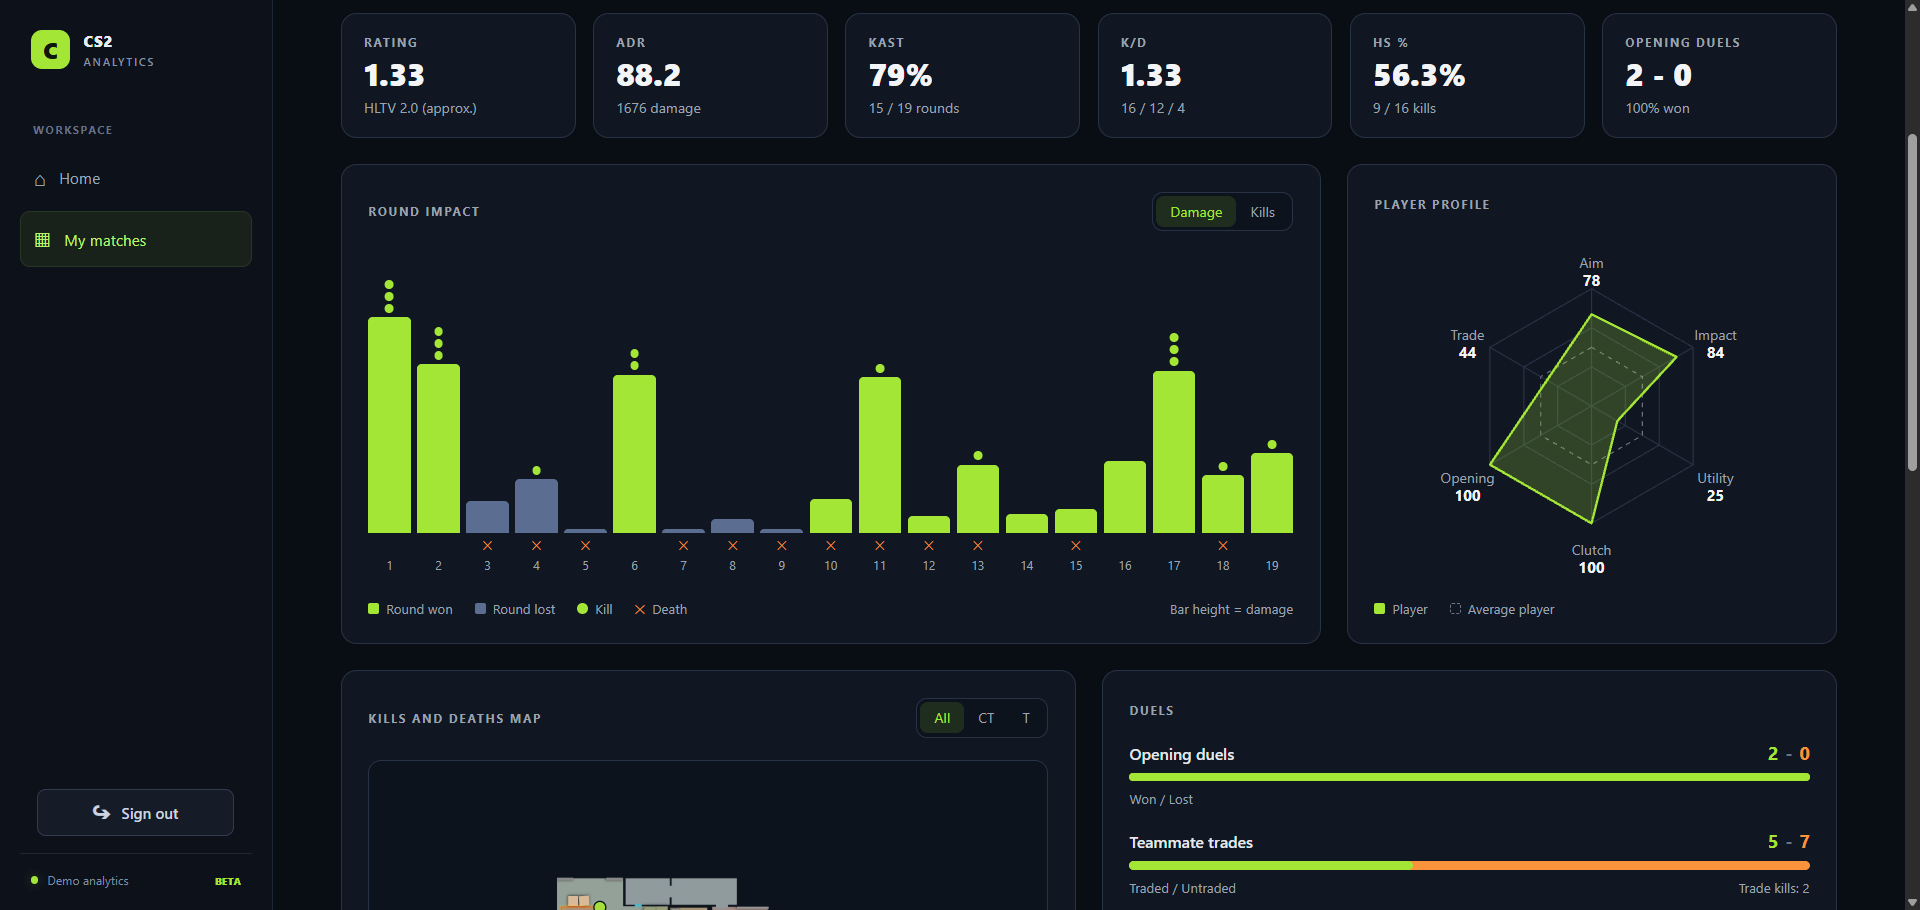 C
CS2
ANALYTICS
WORKSPACE
Home
My matches
Sign out
Demo analytics
BETA
RATING
1.33
HLTV 2.0 (approx.)
ADR
88.2
1676 damage
KAST
79%
15 / 19 rounds
K/D
1.33
16 / 12 / 4
HS %
56.3%
9 / 16 kills
OPENING DUELS
2 - 0
100% won
ROUND IMPACT
Damage Kills
1 2 3 4 5 6 7 8 9 10 11 12 13 14 15 16 17 18 19
Round won Round lost Kill Death
Bar height = damage
PLAYER PROFILE
Aim
78
Trade
44
Impact
84
Opening
100
Utility
25
Clutch
100
Player Average player
KILLS AND DEATHS MAP
All CT T
DUELS
Opening duels 2 - 0
Won / Lost
Teammate trades 5 - 7
Traded / Untraded Trade kills: 2